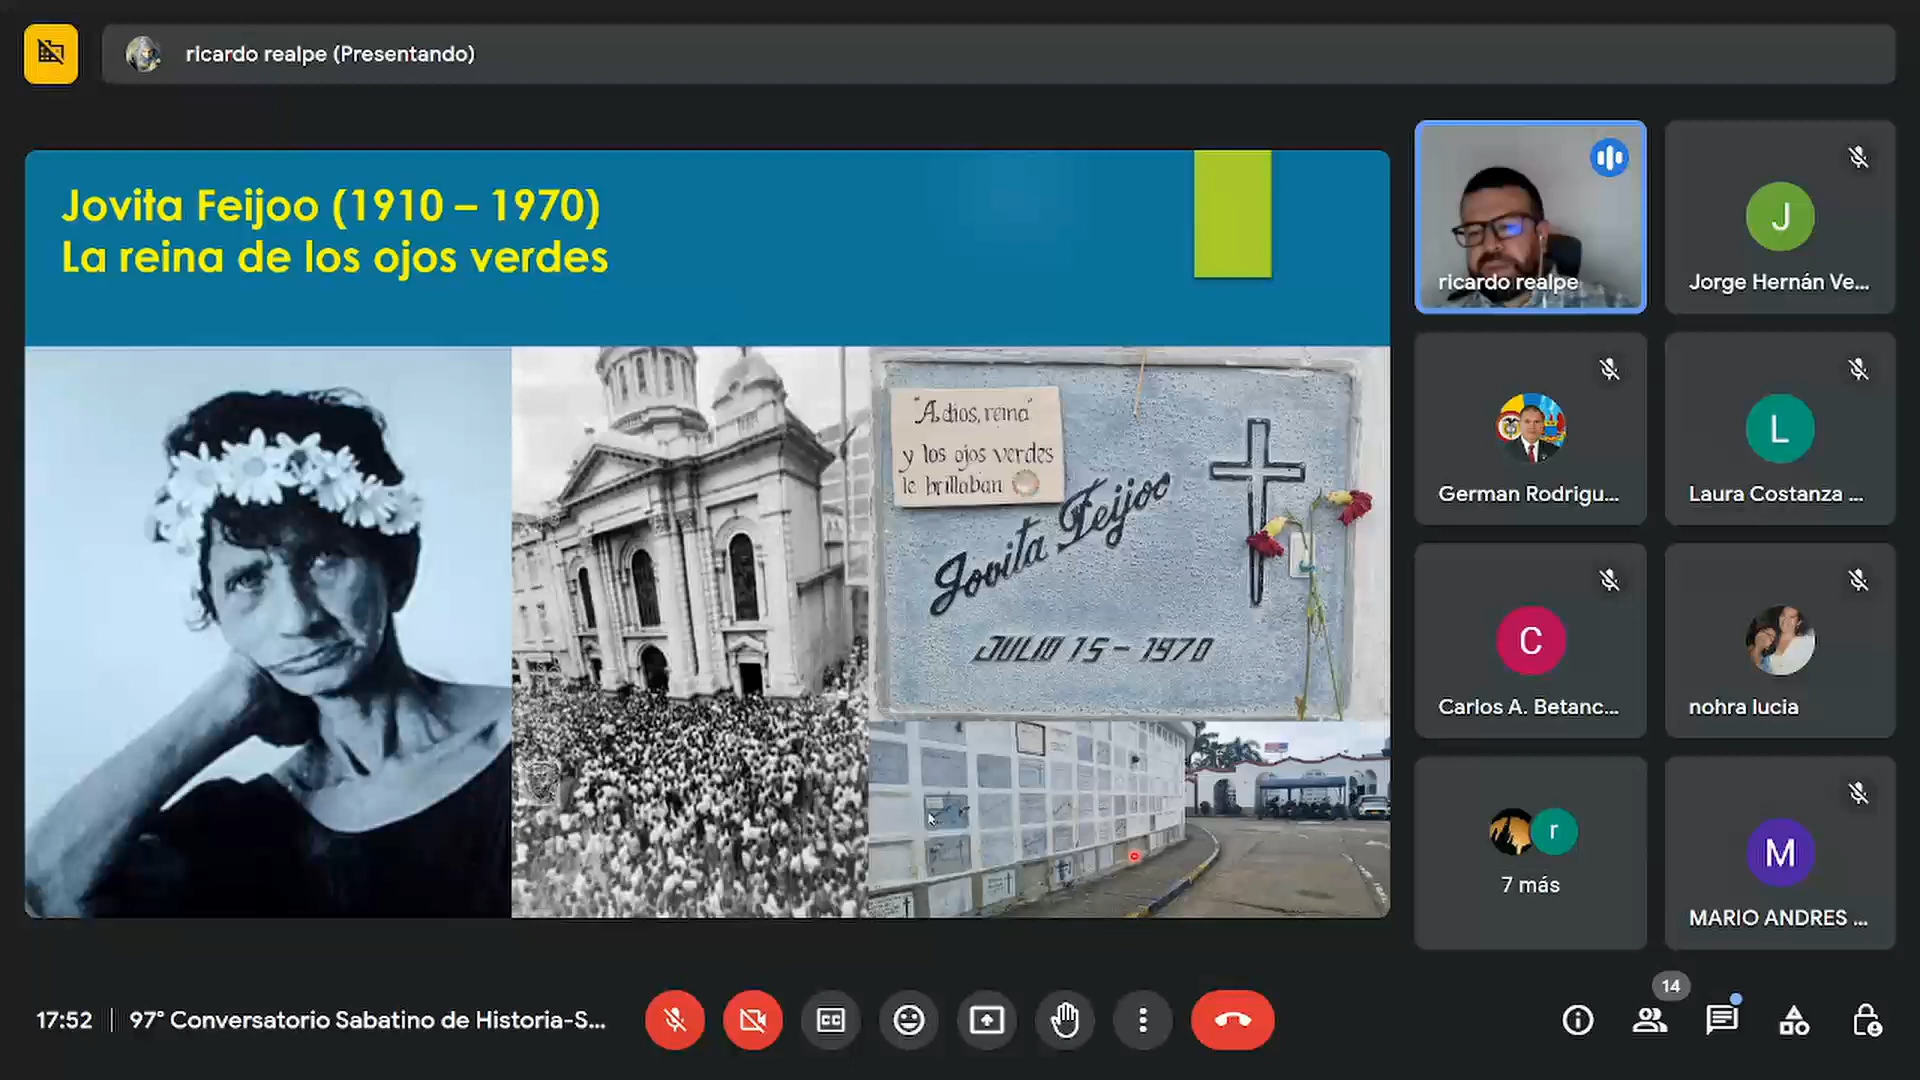 ricardo realpe (Presentando)
Jovita Feijoo (1910 – 1970)
La reina de los ojos verdes
"Adios, reina"
y los ojos verdes
le brillaban
Jovita Feijoo
JULIO 15 - 1970
ricardo realpe
J
Jorge Hernán Ve...
German Rodrigu...
L
Laura Costanza ...
C
Carlos A. Betanc...
nohra lucia
r
7 más
M
MARIO ANDRES ...
17:52
97° Conversatorio Sabatino de Historia-S...
CC
14